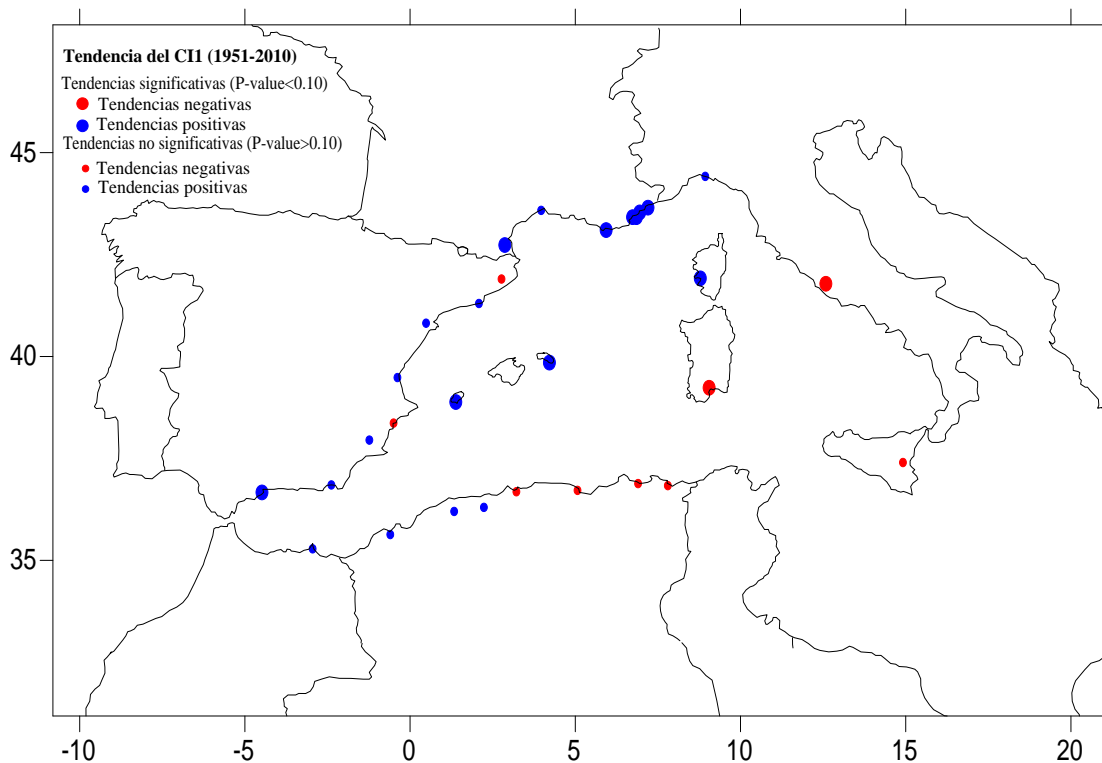 Tendencia del CI1 (1951-2010)
Tendencias significativas (P-value<0.10)
Tendencias negativas
Tendencias positivas
Tendencias no significativas (P-value>0.10)
Tendencias negativas
Tendencias positivas
45
40
35
-10 -5 0 5 10 15 20